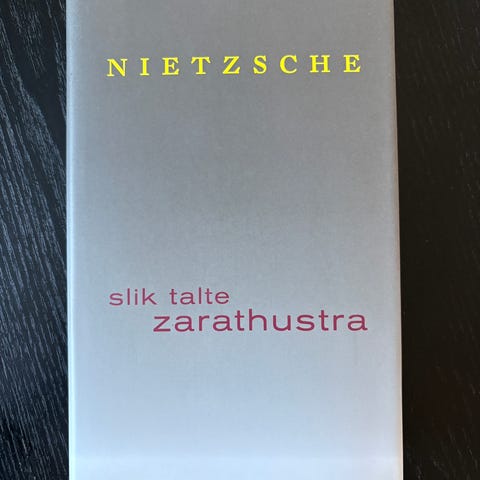 NIETZSCHE
slik talte
zarathustra